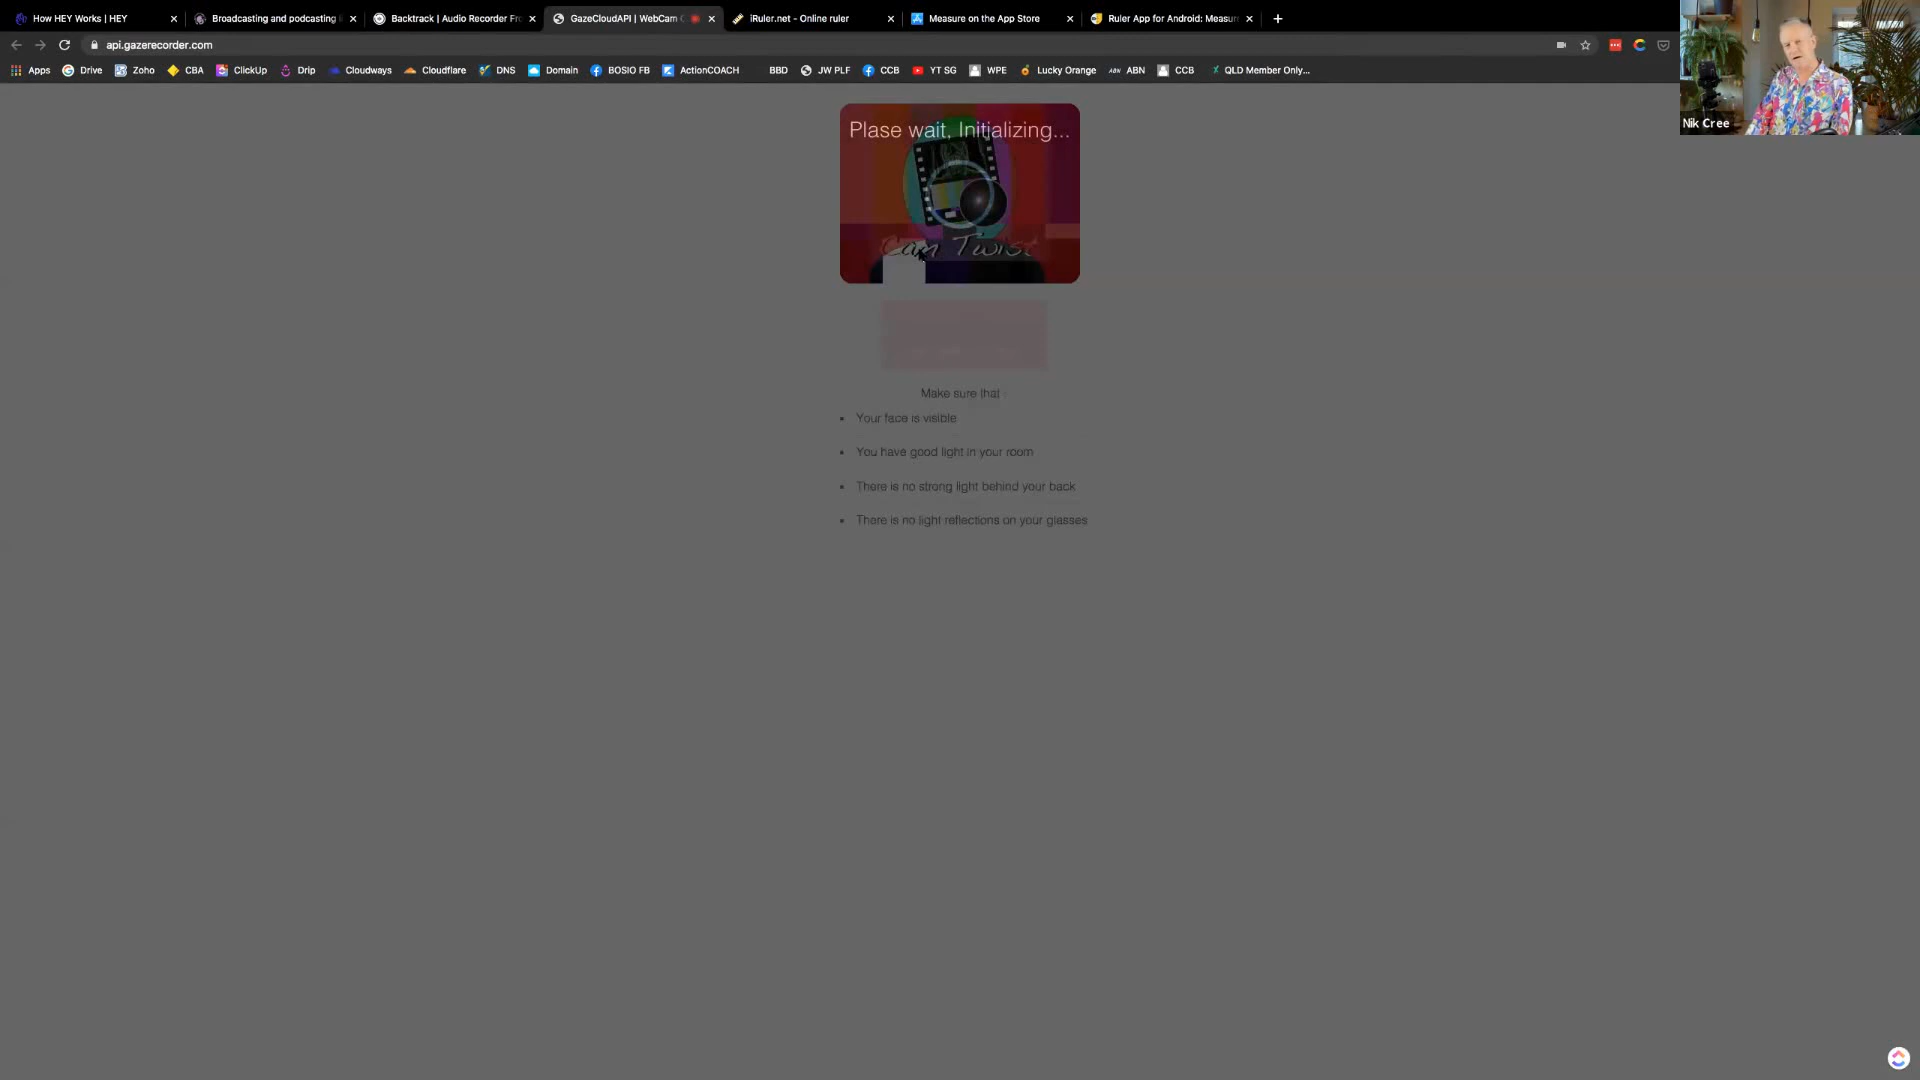 How HEY Works | HEY
Broadcasting and podcasting
Backtrack | Audio Recorder Fr
GazeCloudAPI | WebCam
iRuler.net - Online ruler
Measure on the App Store
Ruler App for Android: Measur
api.gazerecorder.com
Apps Drive Zoho CBA ClickUp Drip Cloudways Cloudflare DNS Domain BOSIO FB ActionCOACH BBD JW PLF CCB YT SG WPE Lucky Orange ABN ABN CCB QLD Member Only...
Nik Cree
Plase wait, Initializing...
Cam Twist
Make sure that
Your face is visible
You have good light in your room
There is no strong light behind your back
There is no light reflections on your glasses